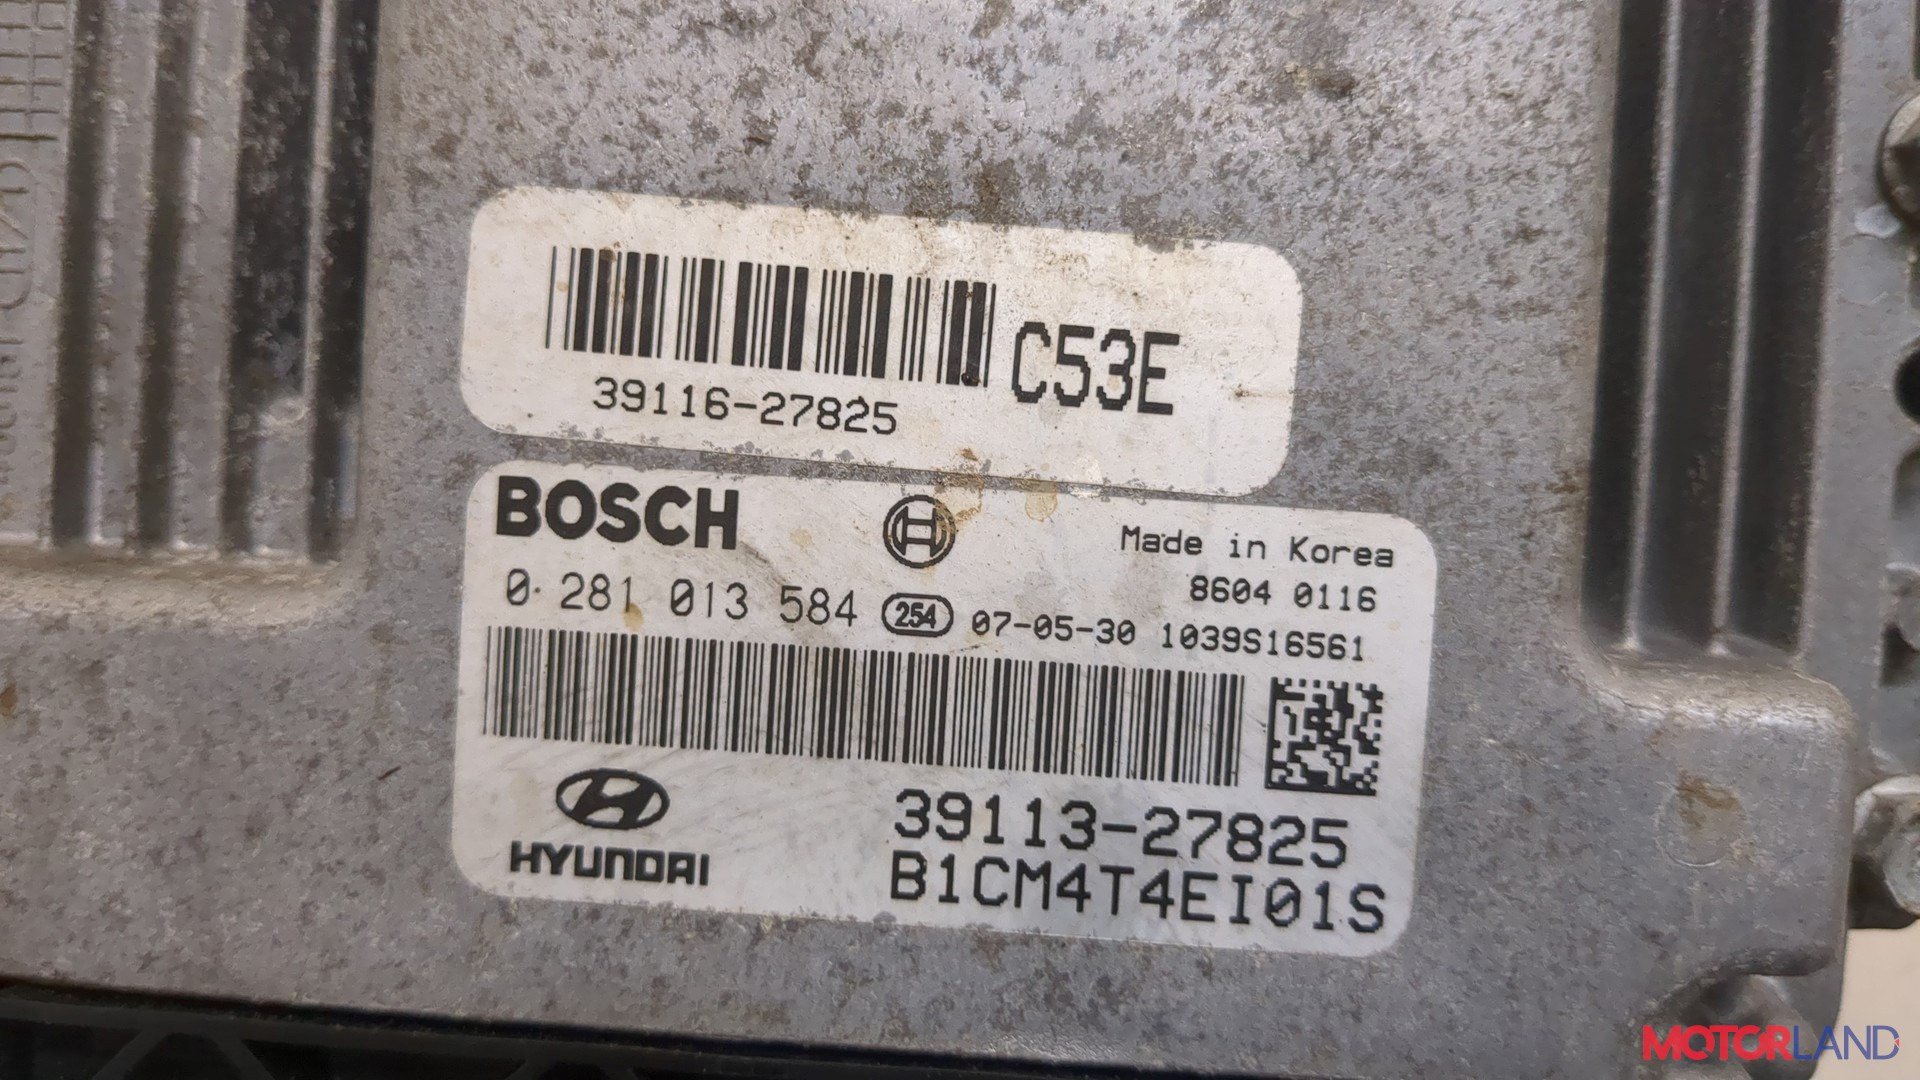 C53E
39116-27825
BOSCH
Made in Korea
8604 0116
0 281 013 584 254 07-05-30 1039S16561
HYUNDAI
39113-27825
B1CM4T4EI01S
MOTORLAND